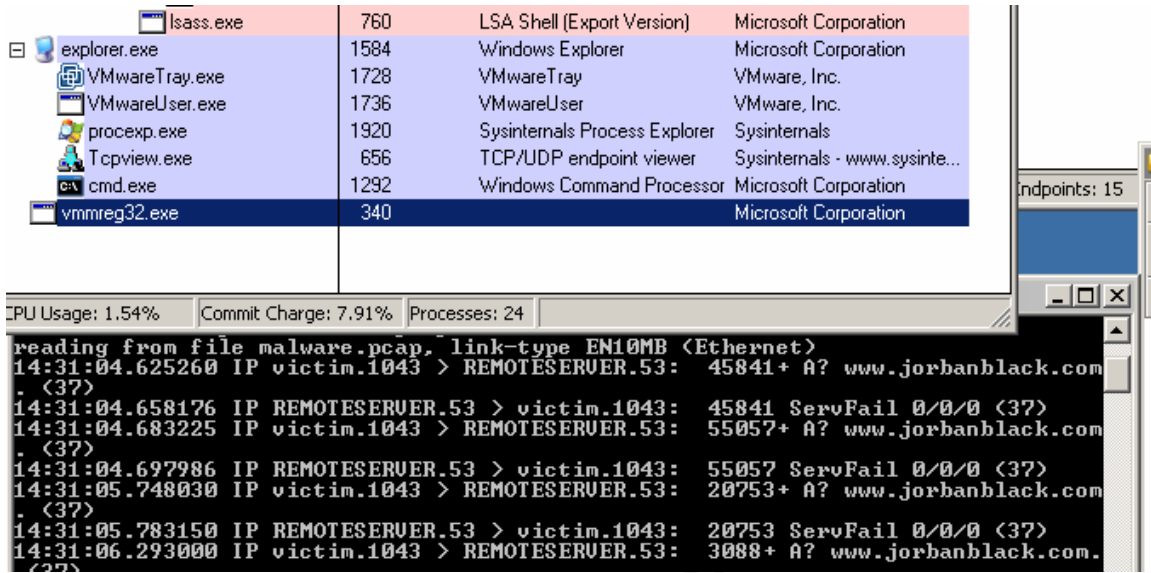 lsass.exe 760 LSA Shell (Export Version) Microsoft Corporation
explorer.exe 1584 Windows Explorer Microsoft Corporation
VMwareTray.exe 1728 VMwareTray VMware, Inc.
VMwareUser.exe 1736 VMwareUser VMware, Inc.
procexp.exe 1920 Sysinternals Process Explorer Sysinternals
Tcpview.exe 656 TCP/UDP endpoint viewer Sysinternals - www.sysinte...
cmd.exe 1292 Windows Command Processor Microsoft Corporation
vmmreg32.exe 340 Microsoft Corporation
Endpoints: 15
CPU Usage: 1.54% Commit Charge: 7.91% Processes: 24
reading from file malware.pcap, link-type EN10MB (Ethernet)
14:31:04.625260 IP victim.1043 > REMOTESERVER.53: 45841+ A? www.jorbanblack.com
. (37)
14:31:04.658176 IP REMOTESERVER.53 > victim.1043: 45841 ServFail 0/0/0 (37)
14:31:04.683225 IP victim.1043 > REMOTESERVER.53: 55057+ A? www.jorbanblack.com
. (37)
14:31:04.697986 IP REMOTESERVER.53 > victim.1043: 55057 ServFail 0/0/0 (37)
14:31:05.748030 IP victim.1043 > REMOTESERVER.53: 20753+ A? www.jorbanblack.com
. (37)
14:31:05.783150 IP REMOTESERVER.53 > victim.1043: 20753 ServFail 0/0/0 (37)
14:31:06.293000 IP victim.1043 > REMOTESERVER.53: 3088+ A? www.jorbanblack.com.
(37)